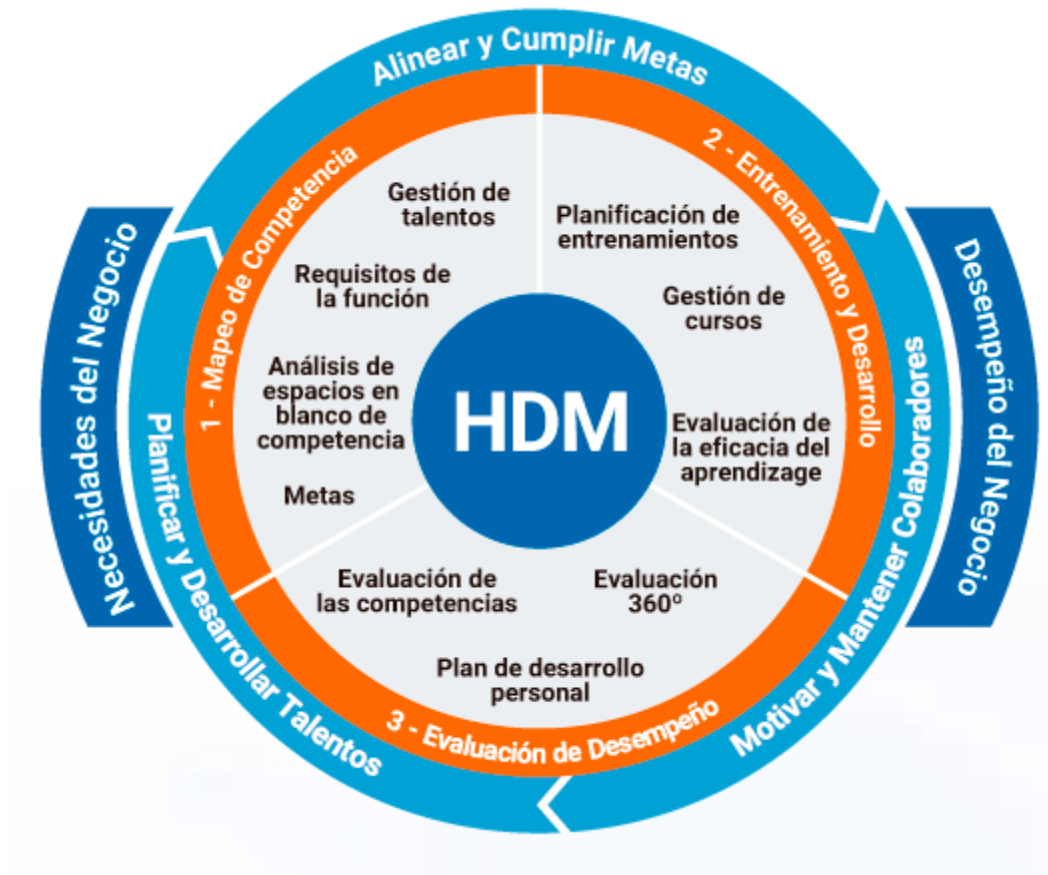 Alinear y Cumplir Metas
1 - Mapeo de Competencia
2 - Entrenamiento y Desarrollo
Gestión de
talentos
Requisitos de
la función
Análisis de
espacios en
blanco de
competencia
Metas
Planificación de
entrenamientos
Gestión de
cursos
Evaluación de
la eficacia del
aprendizage
HDM
Evaluación de
las competencias
Evaluación
360º
Plan de desarrollo
personal
3 - Evaluación de Desempeño
Necesidades del Negocio
Planificar y Desarrollar Talentos
Motivar y Mantener Colaboradores
Desempeño del Negocio